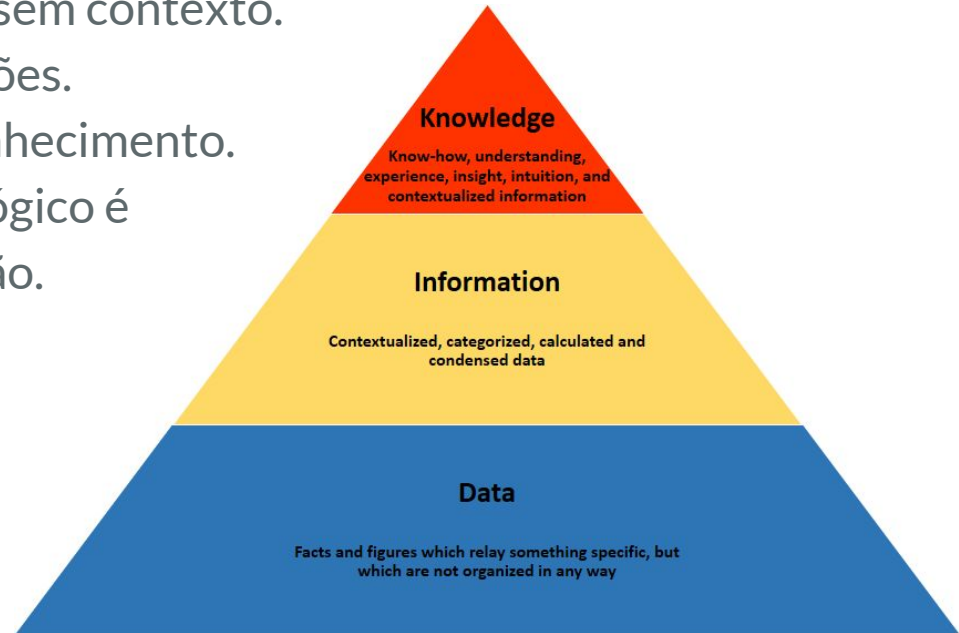 sem contexto.
ões.
hecimento.
ógico é
ão.
Knowledge
Know-how, understanding,
experience, insight, intuition, and
contextualized information
Information
Contextualized, categorized, calculated and
condensed data
Data
Facts and figures which relay something specific, but
which are not organized in any way